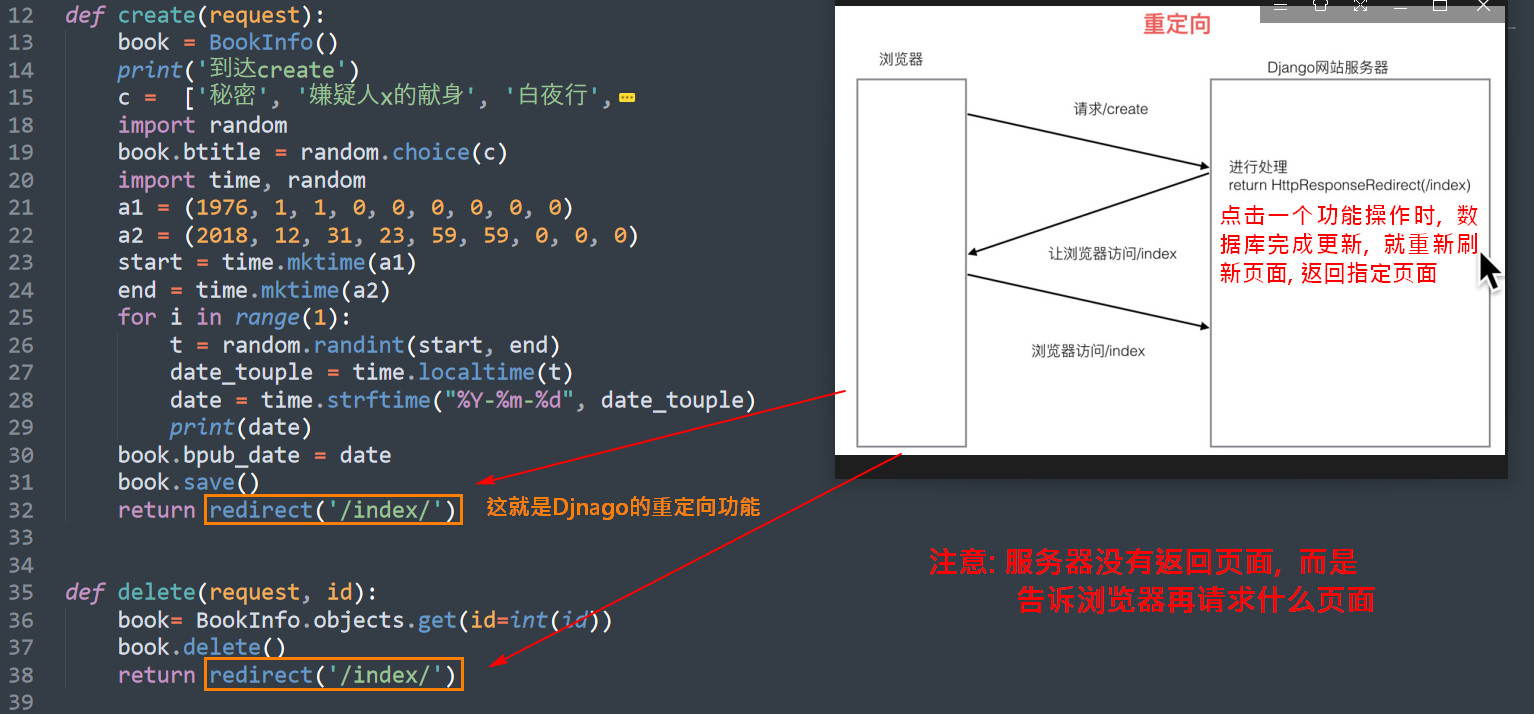 12 def create(request):
13 book = BookInfo()
14 print('到达create')
15 c =  ['秘密', '嫌疑人x的献身', '白夜行',
18 import random
19 book.btitle = random.choice(c)
20 import time, random
21 a1 = (1976, 1, 1, 0, 0, 0, 0, 0, 0)
22 a2 = (2018, 12, 31, 23, 59, 59, 0, 0, 0)
23 start = time.mktime(a1)
24 end = time.mktime(a2)
25 for i in range(1):
26 t = random.randint(start, end)
27 date_touple = time.localtime(t)
28 date = time.strftime("%Y-%m-%d", date_touple)
29 print(date)
30 book.bpub_date = date
31 book.save()
32 return redirect('/index/')
33
34
35 def delete(request, id):
36 book= BookInfo.objects.get(id=int(id))
37 book.delete()
38 return redirect('/index/')
39
这就是Djnago的重定向功能
重定向
浏览器
Django网站服务器
请求/create
进行处理
return HttpResponseRedirect(/index)
点击一个功能操作时, 数
据库完成更新, 就重新刷
新页面, 返回指定页面
让浏览器访问/index
浏览器访问/index
注意: 服务器没有返回页面, 而是
告诉浏览器再请求什么页面